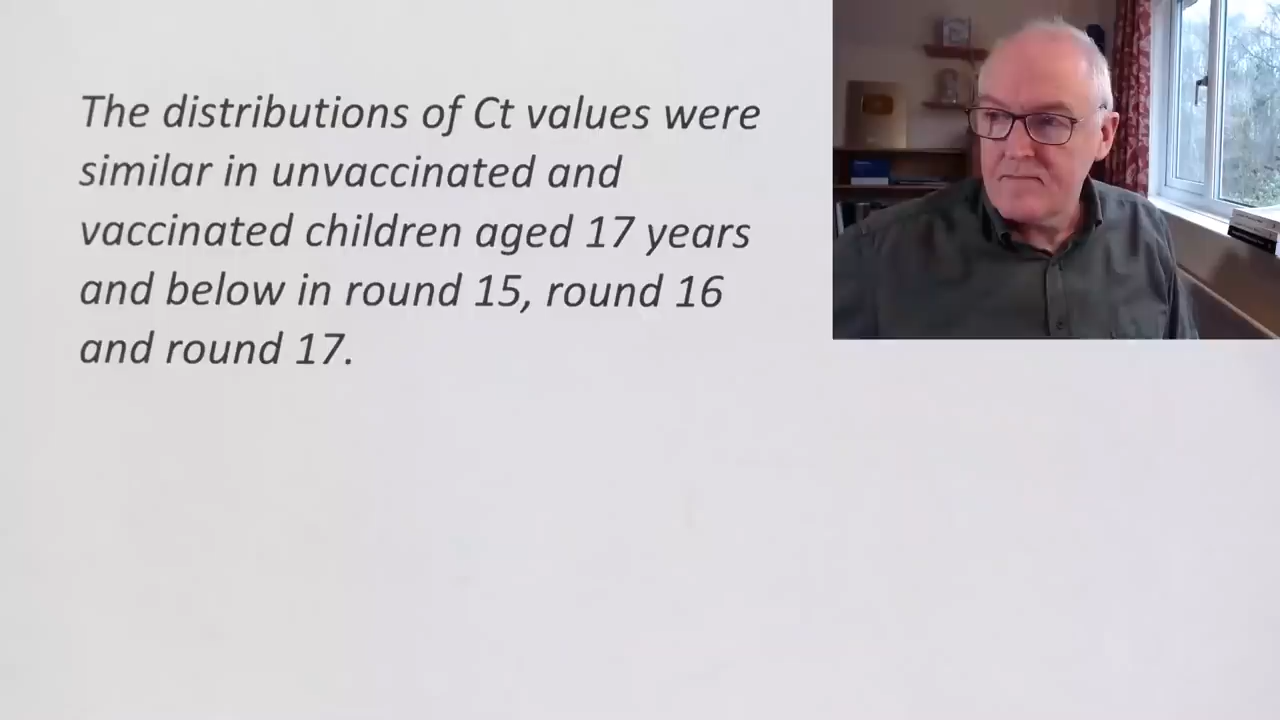 The distributions of Ct values were
similar in unvaccinated and
vaccinated children aged 17 years
and below in round 15, round 16
and round 17.